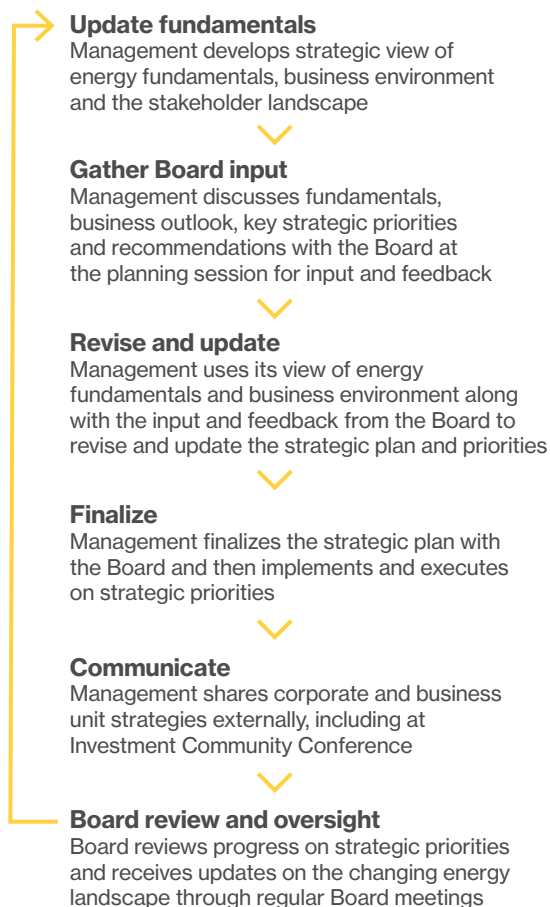 Update fundamentals
Management develops strategic view of
energy fundamentals, business environment
and the stakeholder landscape
Gather Board input
Management discusses fundamentals,
business outlook, key strategic priorities
and recommendations with the Board at
the planning session for input and feedback
Revise and update
Management uses its view of energy
fundamentals and business environment along
with the input and feedback from the Board to
revise and update the strategic plan and priorities
Finalize
Management finalizes the strategic plan with
the Board and then implements and executes
on strategic priorities
Communicate
Management shares corporate and business
unit strategies externally, including at
Investment Community Conference
Board review and oversight
Board reviews progress on strategic priorities
and receives updates on the changing energy
landscape through regular Board meetings